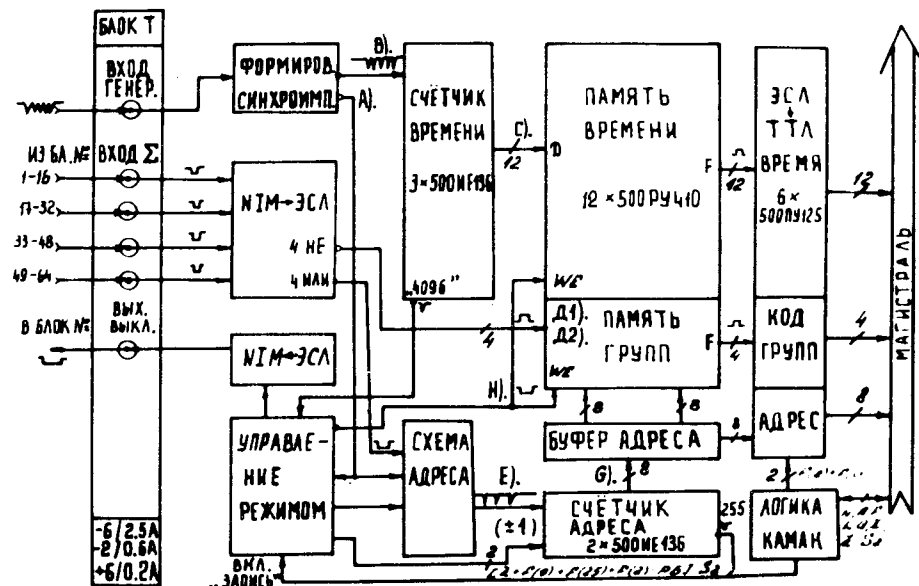 БЛОК Т
ВХОД
ГЕНЕР.
ИЗ БЛ.№
ВХОД Σ
1-16
17-32
33-48
49-64
В БЛОК №
ВЫХ.
ВЫКЛ.
-6/2.5А
-2/0.6А
+6/0.2А
ФОРМИРОВ
СИНХРОИМП.
А).
В).
NIM→ЭСЛ
4 НЕ
4 ИЛИ
NIM↔ЭСЛ
УПРАВЛЕ-
НИЕ
РЕЖИМОМ
ВКЛ.
„ЗАПИСЬ"
СЧЁТЧИК
ВРЕМЕНИ
3×500ИЕ136
„4096"
С).
12
4
Н).
СХЕМА
АДРЕСА
Е).
(±1)
2
ПАМЯТЬ
ВРЕМЕНИ
D
F
12×500РУ410
WE
12
Д1).
Д2).
ПАМЯТЬ
ГРУПП
F
WE
4
8
8
БУФЕР АДРЕСА
8
G).
8
СЧЁТЧИК
АДРЕСА
2×500ИЕ136
255
ЭСЛ
ТТЛ
ВРЕМЯ
6×
500ПУ125
12
КОД
ГРУПП
4
АДРЕС
8
2
ЛОГИКА
КАМАК
МАГИСТРАЛЬ